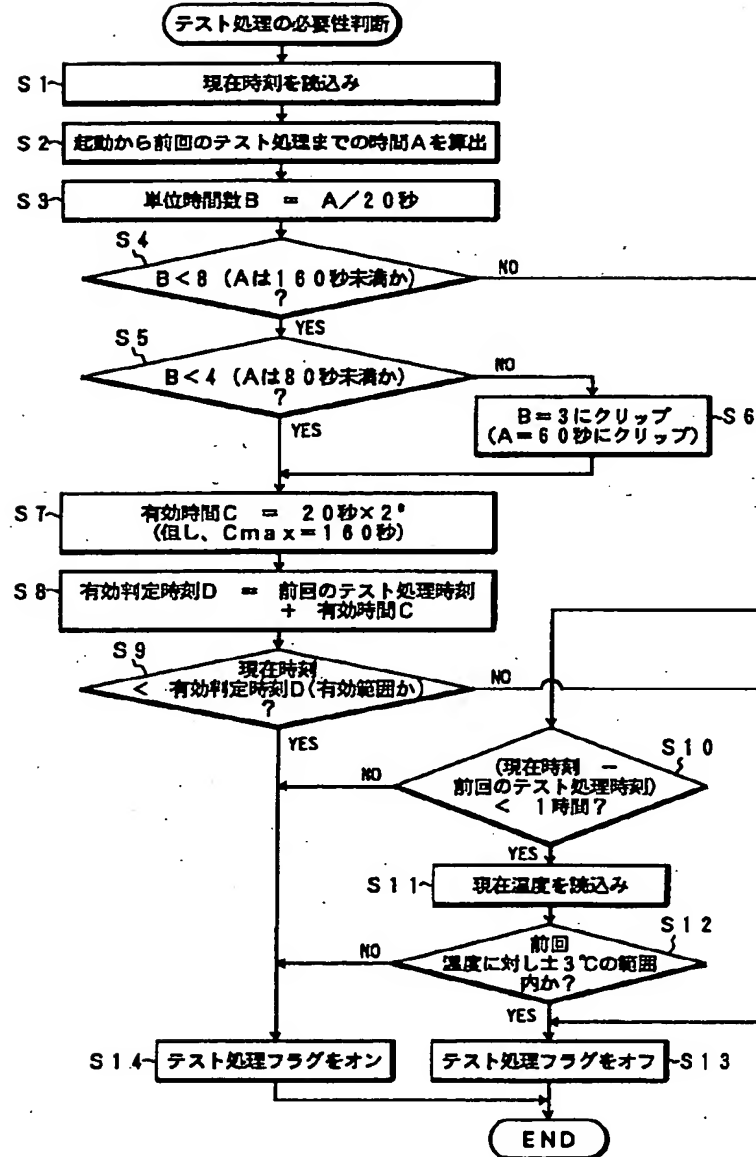 テスト処理の必要性判断
S1
現在時刻を読込み
S2
起動から前回のテスト処理までの時間Aを算出
S3
単位時間数B = A/20秒
S4
B<8 (Aは160秒未満か)
?
NO
YES
S5
B<4 (Aは80秒未満か)
?
NO
YES
B=3にクリップ
(A=60秒にクリップ)
S6
S7
有効時間C = 20秒×2
(但し、Cmax=160秒)
S8
有効判定時刻D = 前回のテスト処理時刻
+ 有効時間C
S9
現在時刻
< 有効判定時刻D(有効範囲か)
?
NO
YES
S10
(現在時刻 -
前回のテスト処理時刻)
< 1時間?
NO
YES
S11
現在温度を読込み
S12
前回
温度に対し±3℃の範囲
内か?
NO
YES
S14
テスト処理フラグをオン
テスト処理フラグをオフ
S13
END